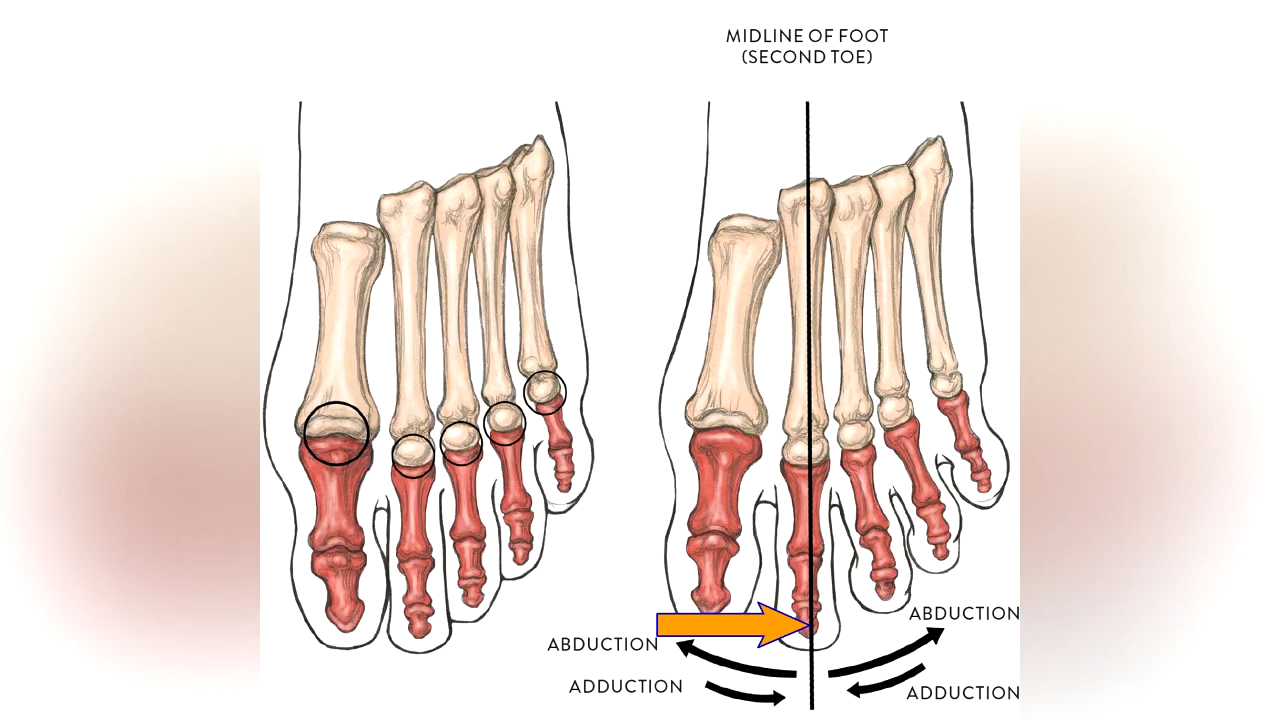 MIDLINE OF FOOT
(SECOND TOE)
ABDUCTION
ABDUCTION
ADDUCTION
ADDUCTION